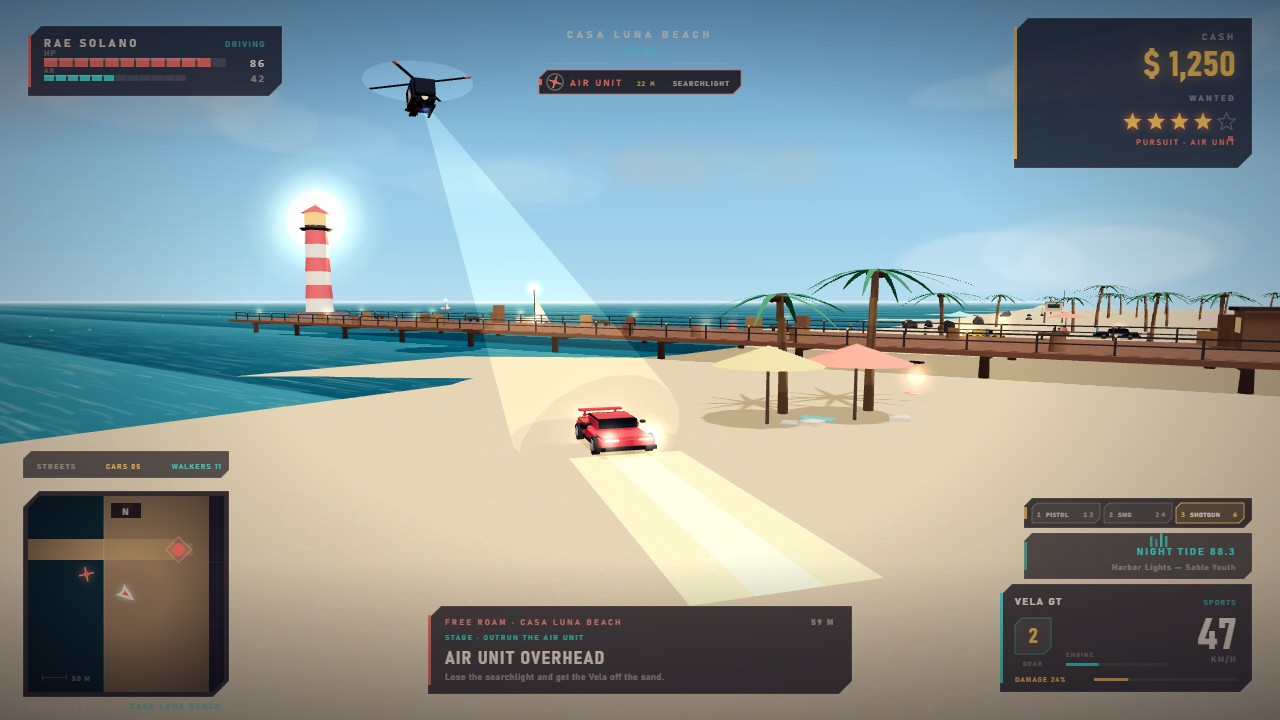 RAE SOLANO DRIVING
HP
86
AR
42
CASA LUNA BEACH
AIR UNIT 22 M SEARCHLIGHT
CASH
$ 1,250
WANTED
PURSUIT · AIR UNIT
STREETS CARS 08 WALKERS 11
N
50 M
CASA LUNA BEACH
FREE ROAM · CASA LUNA BEACH 59 M
STAGE · OUTRUN THE AIR UNIT
AIR UNIT OVERHEAD
Lose the searchlight and get the Vela off the sand.
1 PISTOL 12 2 SMG 24 3 SHOTGUN 6
NIGHT TIDE 88.3
Harbor Lights — Sable Youth
VELA GT SPORTS
2
GEAR
ENGINE
47
KM/H
DAMAGE 24%